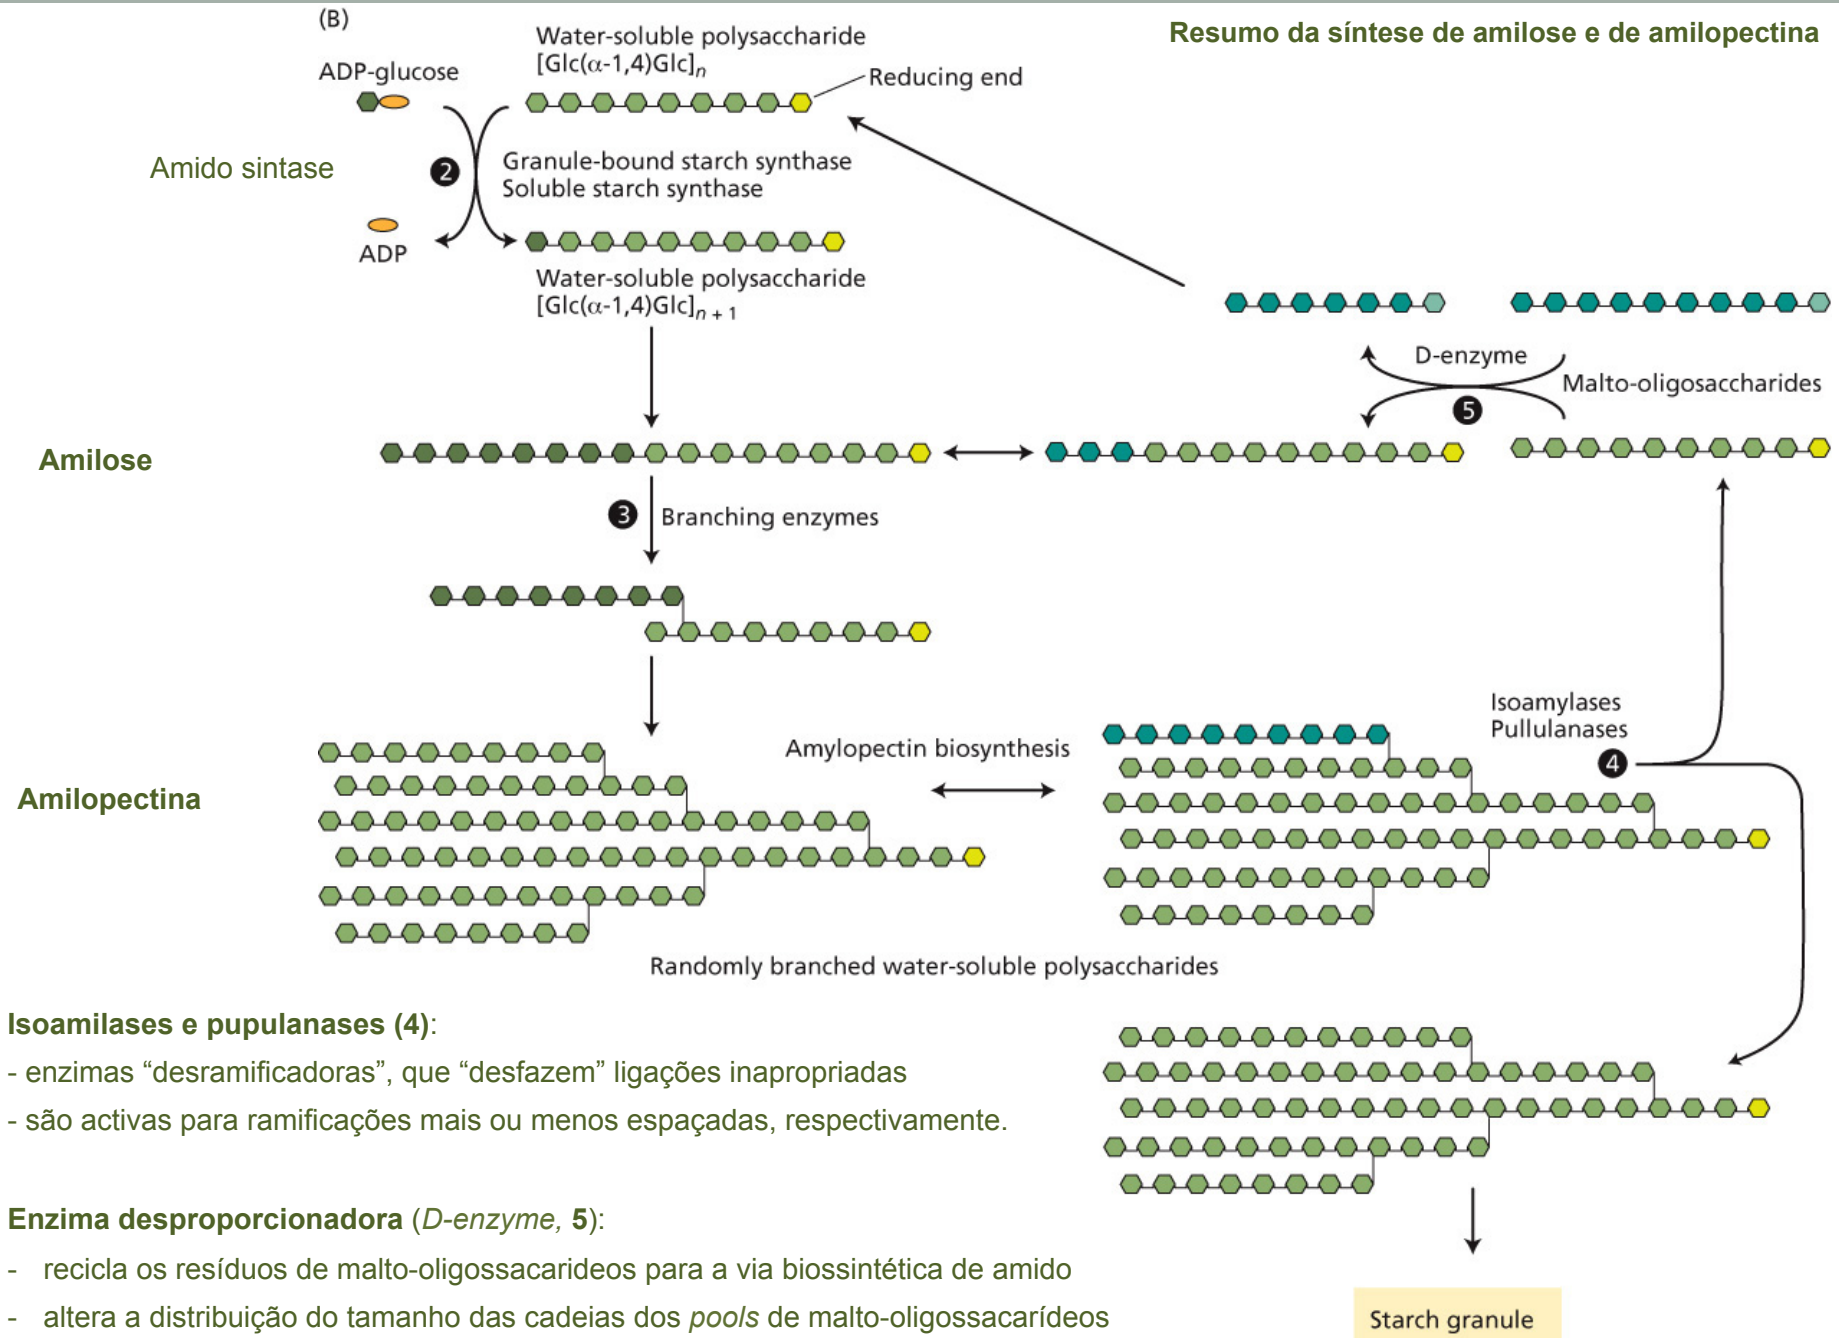 (B)
Resumo da síntese de amilose e de amilopectina
Water-soluble polysaccharide
[Glc(α-1,4)Glc]n
ADP-glucose
Reducing end
Amido sintase
2
Granule-bound starch synthase
Soluble starch synthase
ADP
Water-soluble polysaccharide
[Glc(α-1,4)Glc]n + 1
D-enzyme
Malto-oligosaccharides
5
Amilose
3
Branching enzymes
Isoamylases
Pullulanases
4
Amylopectin biosynthesis
Amilopectina
Randomly branched water-soluble polysaccharides
Isoamilases e pupulanases (4):
- enzimas “desramificadoras”, que “desfazem” ligações inapropriadas
- são activas para ramificações mais ou menos espaçadas, respectivamente.
Enzima desproporcionadora (D-enzyme, 5):
- recicla os resíduos de malto-oligossacarideos para a via biossintética de amido
- altera a distribuição do tamanho das cadeias dos pools de malto-oligossacarídeos
Starch granule